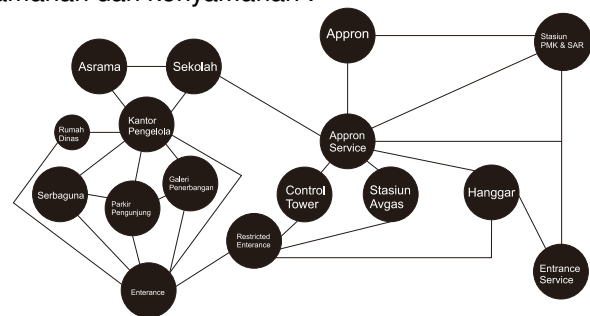 amanan dan kenyamanan .
Appron
Stasiun
PMK & SAR
Asrama
Sekolah
Kantor
Pengelola
Rumah
Dinas
Appron
Service
Galeri
Penerbangan
Serbaguna
Parkir
Pengunjung
Control
Tower
Stasiun
Avgas
Hanggar
Restricted
Enterance
Enterance
Entrance
Service